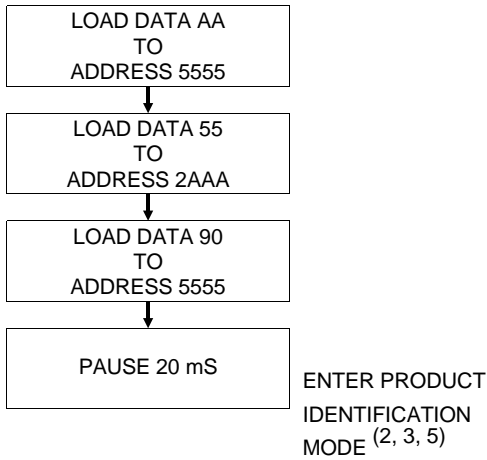 LOAD DATA AA
TO
ADDRESS 5555
LOAD DATA 55
TO
ADDRESS 2AAA
LOAD DATA 90
TO
ADDRESS 5555
PAUSE 20 mS
ENTER PRODUCT
IDENTIFICATION
MODE (2, 3, 5)